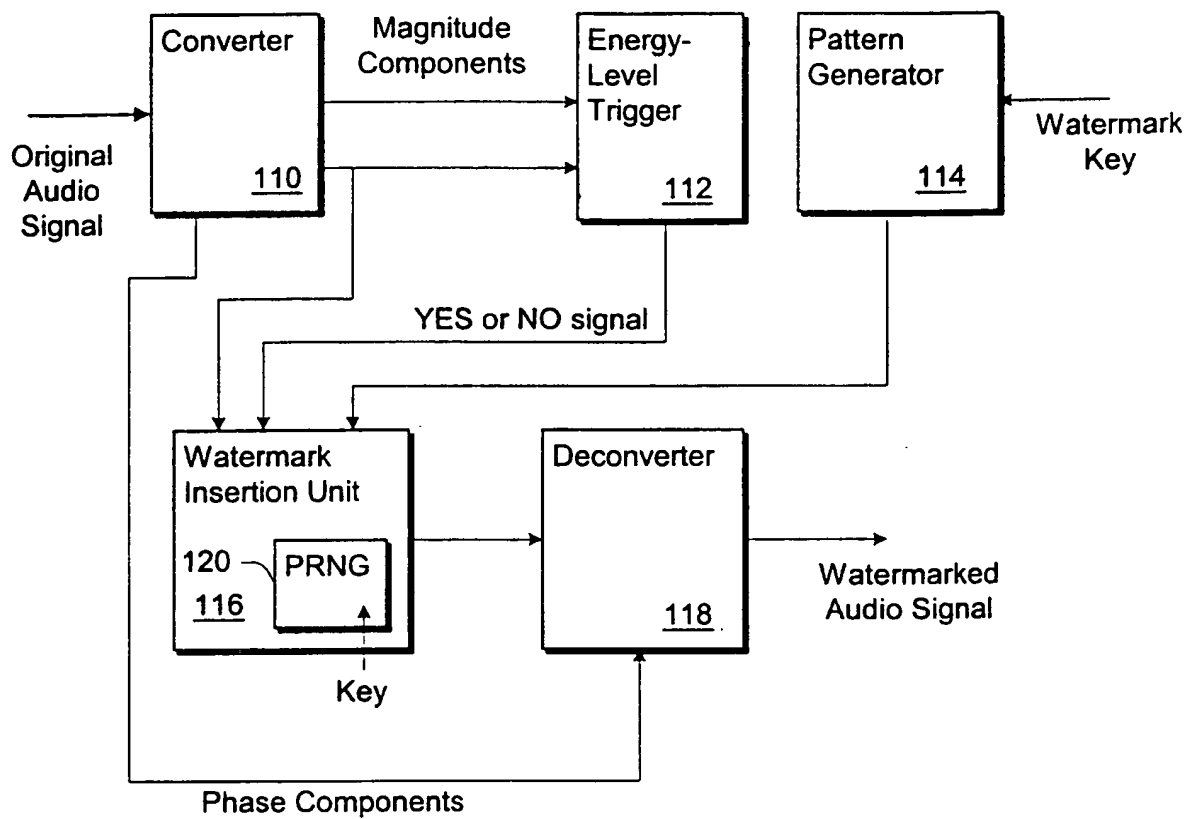 Converter
110
Magnitude
Components
Energy-
Level
Trigger
112
Pattern
Generator
114
Original
Audio
Signal
Watermark
Key
YES or NO signal
Watermark
Insertion Unit
120
PRNG
116
Key
Deconverter
118
Watermarked
Audio Signal
Phase Components